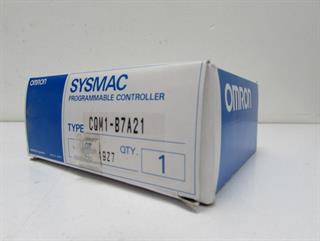 OMRON
SYSMAC
PROGRAMMABLE CONTROLLER
TYPE CQM1-B7A21
QTY. 1
OMRON